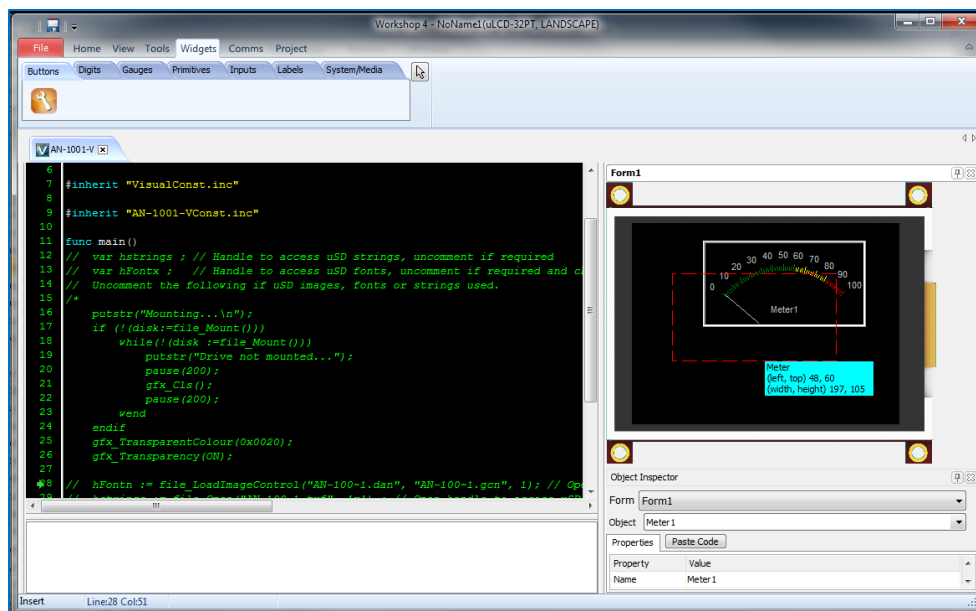 Workshop 4 - NoName1(uLCD-32PT, LANDSCAPE)
File Home View Tools Widgets Comms Project
Buttons Digits Gauges Primitives Inputs Labels System/Media
AN-1001-V
6
7 #inherit "VisualConst.inc"
8
9 #inherit "AN-1001-VConst.inc"
10
11 func main()
12 // var hstrings ; // Handle to access uSD strings, uncomment if required
13 // var hFontx ; // Handle to access uSD fonts, uncomment if required and c
14 // Uncomment the following if uSD images, fonts or strings used.
15 /*
16 putstr("Mounting...\n");
17 if (!(disk:=file_Mount()))
18 while(!(disk :=file_Mount()))
19 putstr("Drive not mounted...");
20 pause(200);
21 gfx_Cls();
22 pause(200);
23 wend
24 endif
25 gfx_TransparentColour(0x0020);
26 gfx_Transparency(ON);
27
28 // hFontn := file_LoadImageControl("AN-100~1.dan", "AN-100~1.gcn", 1); // Op
29
Form1
0 10 20 30 40 50 60 70 80 90 100
Meter1
Meter
(left, top) 48, 60
(width, height) 197, 105
Object Inspector
Form Form1
Object Meter1
Properties Paste Code
Property Value
Name Meter1
Insert Line:28 Col:51